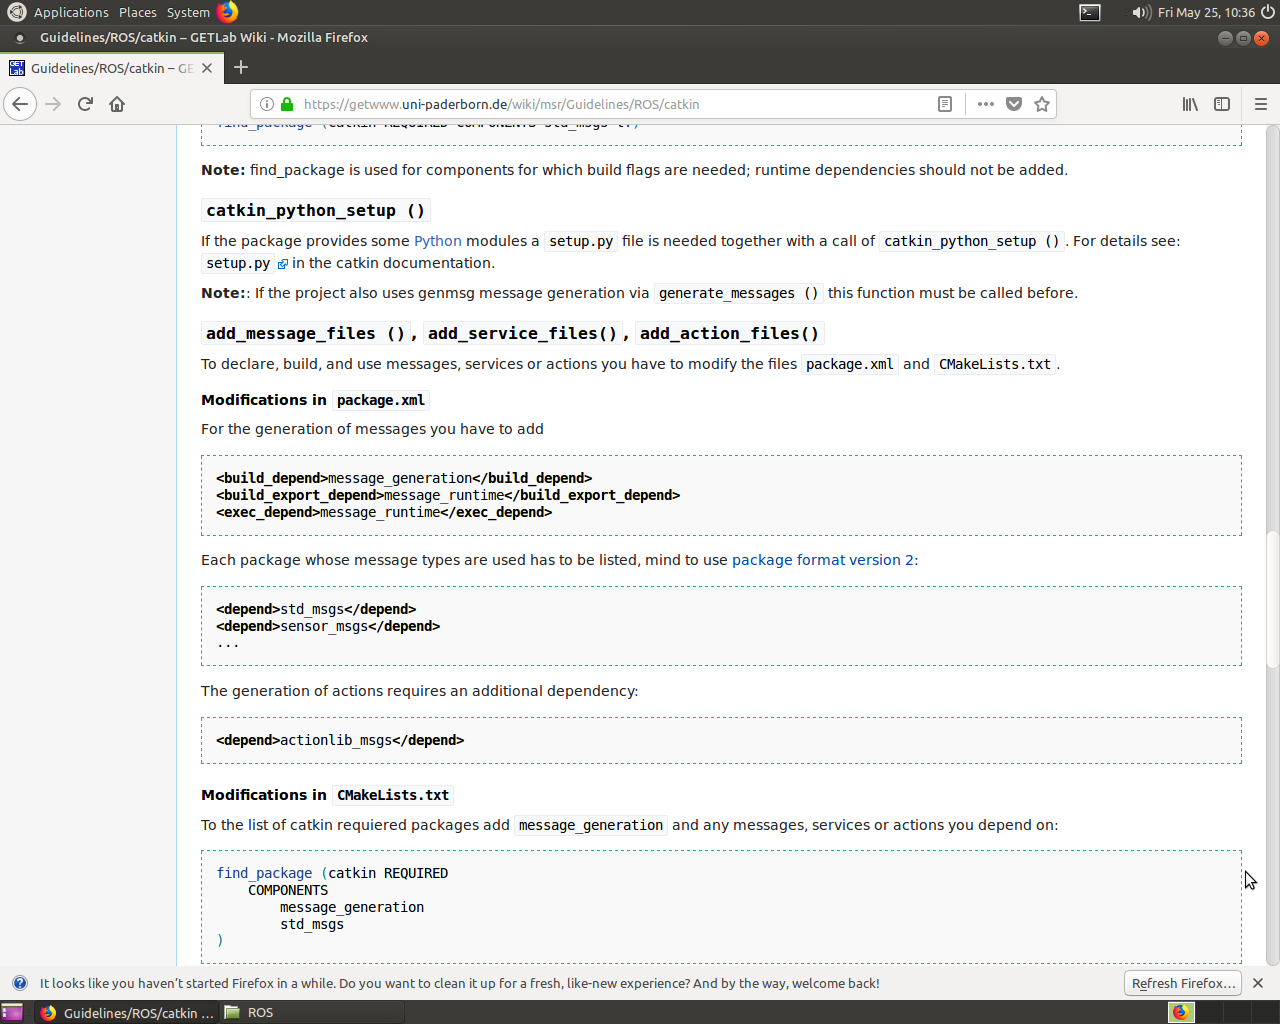 Applications Places System Fri May 25, 10:36
Guidelines/ROS/catkin – GETLab Wiki - Mozilla Firefox
GET Lab Guidelines/ROS/catkin – GE
https://getwww.uni-paderborn.de/wiki/msr/Guidelines/ROS/catkin
Note: find_package is used for components for which build flags are needed; runtime dependencies should not be added.
catkin_python_setup ()
If the package provides some Python modules a setup.py file is needed together with a call of catkin_python_setup (). For details see:
setup.py in the catkin documentation.
Note:: If the project also uses genmsg message generation via generate_messages () this function must be called before.
add_message_files (), add_service_files(), add_action_files()
To declare, build, and use messages, services or actions you have to modify the files package.xml and CMakeLists.txt.
Modifications in package.xml
For the generation of messages you have to add
<build_depend>message_generation</build_depend>
<build_export_depend>message_runtime</build_export_depend>
<exec_depend>message_runtime</exec_depend>
Each package whose message types are used has to be listed, mind to use package format version 2:
<depend>std_msgs</depend>
<depend>sensor_msgs</depend>
...
The generation of actions requires an additional dependency:
<depend>actionlib_msgs</depend>
Modifications in CMakeLists.txt
To the list of catkin requiered packages add message_generation and any messages, services or actions you depend on:
find_package (catkin REQUIRED
COMPONENTS
message_generation
std_msgs
)
It looks like you haven't started Firefox in a while. Do you want to clean it up for a fresh, like-new experience? And by the way, welcome back! Refresh Firefox...
Guidelines/ROS/catkin ... ROS